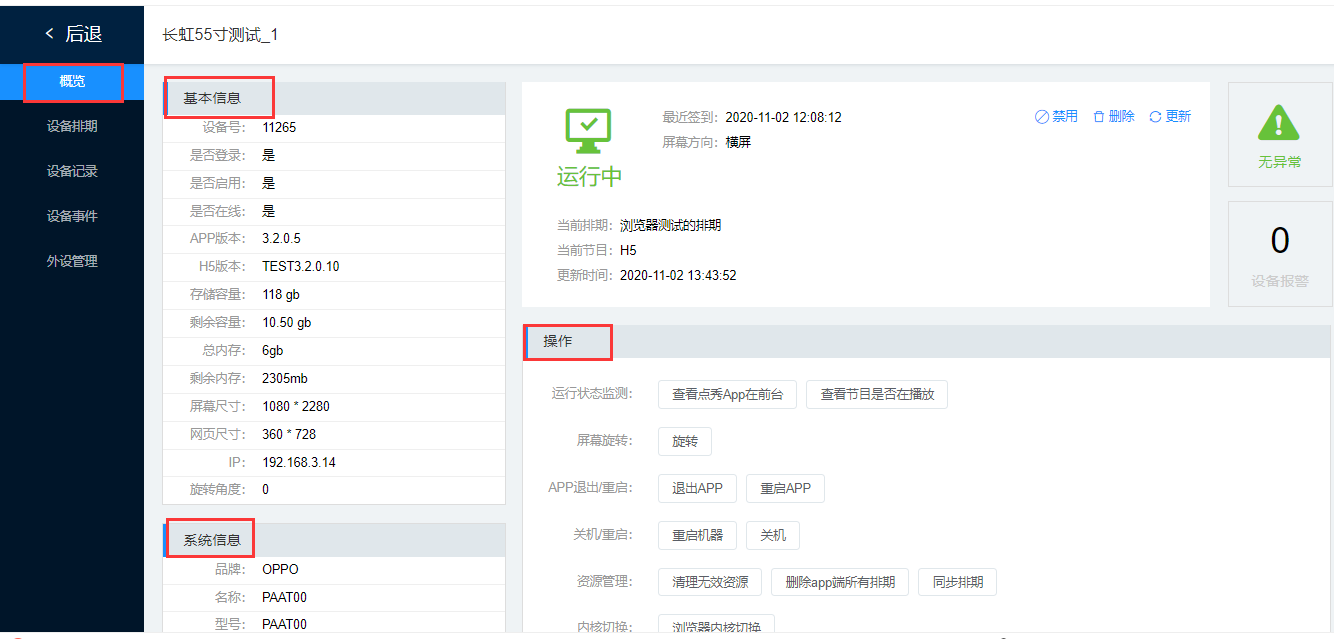 < 后退
概览
设备排期
设备记录
设备事件
外设管理
长虹55寸测试_1
基本信息
设备号: 11265
是否登录: 是
是否启用: 是
是否在线: 是
APP版本: 3.2.0.5
H5版本: TEST3.2.0.10
存储容量: 118 gb
剩余容量: 10.50 gb
总内存: 6gb
剩余内存: 2305mb
屏幕尺寸: 1080 * 2280
网页尺寸: 360 * 728
IP: 192.168.3.14
旋转角度: 0
系统信息
品牌: OPPO
名称: PAAT00
型号: PAAT00
运行中
最近签到: 2020-11-02 12:08:12
屏幕方向: 横屏
禁用 删除 更新
当前排期: 浏览器测试的排期
当前节目: H5
更新时间: 2020-11-02 13:43:52
无异常
0
设备报警
操作
运行状态监测: 查看点秀App在前台 查看节目是否在播放
屏幕旋转: 旋转
APP退出/重启: 退出APP 重启APP
关机/重启: 重启机器 关机
资源管理: 清理无效资源 删除app端所有排期 同步排期
内核切换: 浏览器内核切换